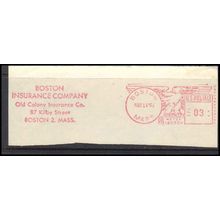 BOSTON
INSURANCE COMPANY
Old Colony Insurance Co.
87 Kilby Street
BOSTON 2, MASS.
BOSTON
MASS.
03